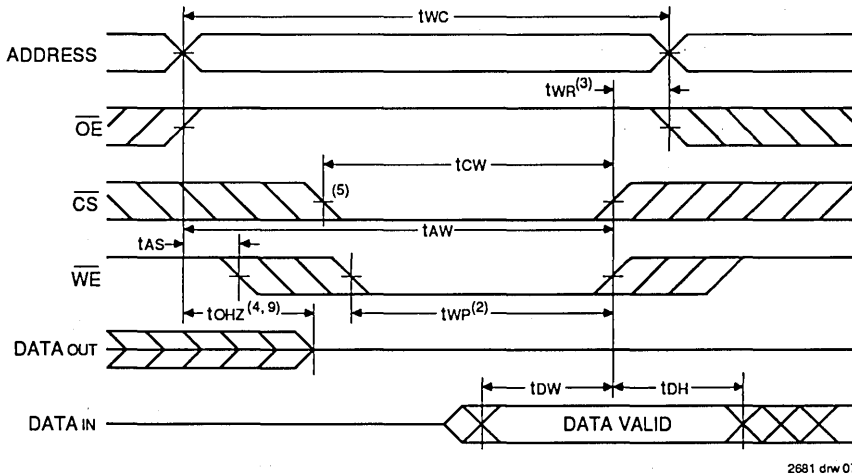 tWC
ADDRESS
tWR(3)
OE
tCW
CS
(5)
tAW
tAS
WE
tOHZ(4, 9)
tWP(2)
DATA OUT
tDW
tDH
DATA IN
DATA VALID
2681 drw 07